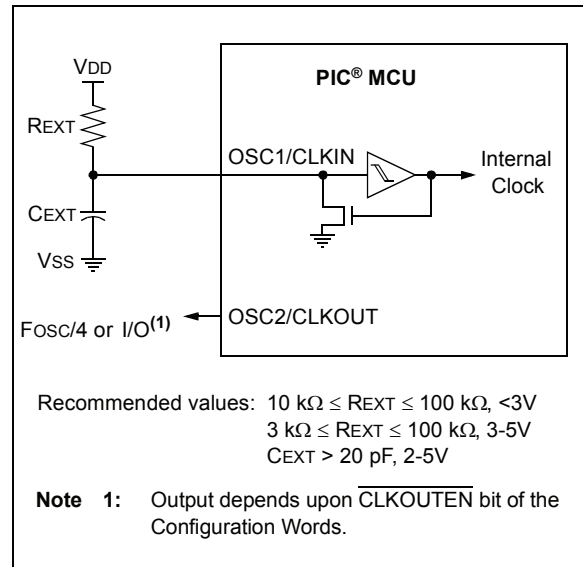 VDD
PIC® MCU
REXT
OSC1/CLKIN
Internal
Clock
CEXT
VSS
OSC2/CLKOUT
FOSC/4 or I/O(1)
Recommended values: 10 kΩ ≤ REXT ≤ 100 kΩ, <3V
3 kΩ ≤ REXT ≤ 100 kΩ, 3-5V
CEXT > 20 pF, 2-5V
Note 1: Output depends upon CLKOUTEN bit of the
Configuration Words.